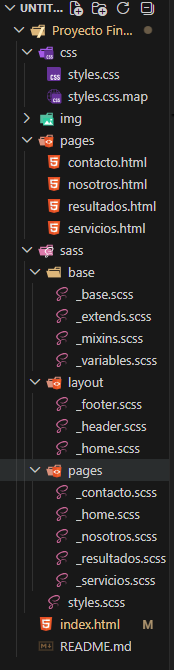 UNTIT...
Proyecto Fin...
css
styles.css
styles.css.map
img
pages
contacto.html
nosotros.html
resultados.html
servicios.html
sass
base
_base.scss
_extends.scss
_mixins.scss
_variables.scss
layout
_footer.scss
_header.scss
_home.scss
pages
_contacto.scss
_home.scss
_nosotros.scss
_resultados.scss
_servicios.scss
styles.scss
index.html M
README.md